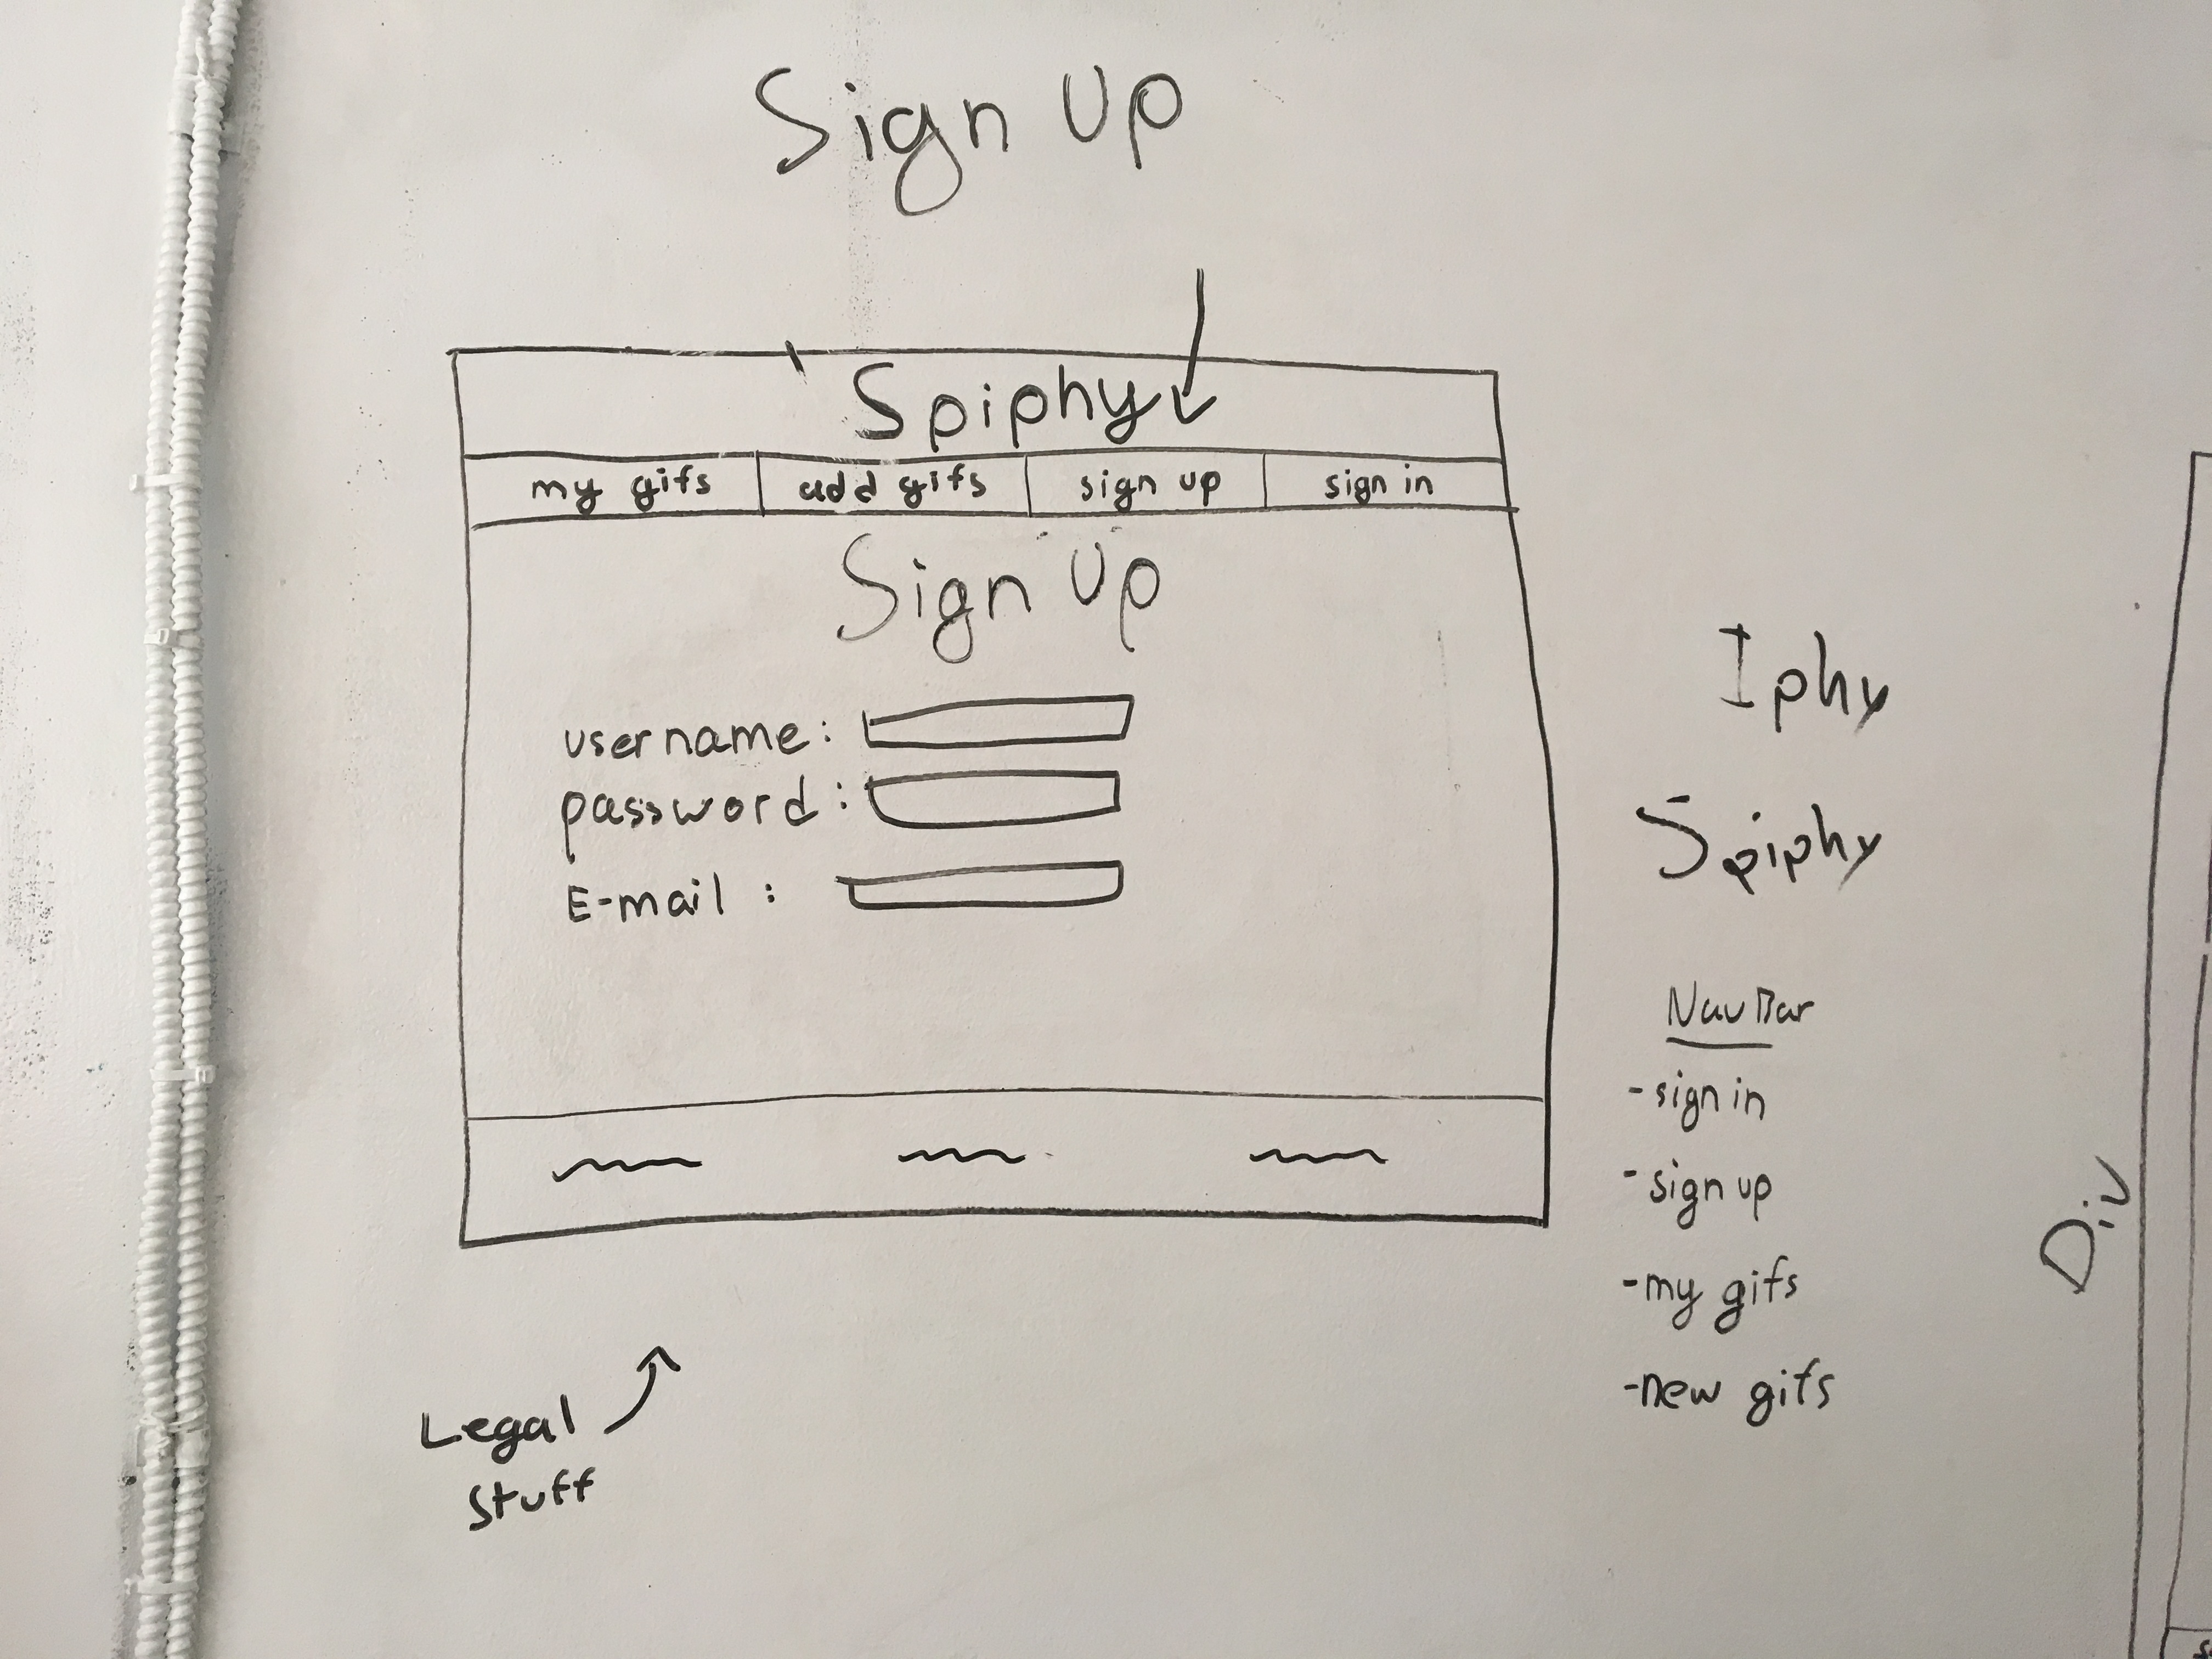 Sign Up
Spiphy
my gifs add gifs sign up sign in
Sign Up
username:
password:
E-mail :
Legal
stuff
Iphy
Spiphy
NavBar
-sign in
-sign up
-my gifs
-new gifs
Div